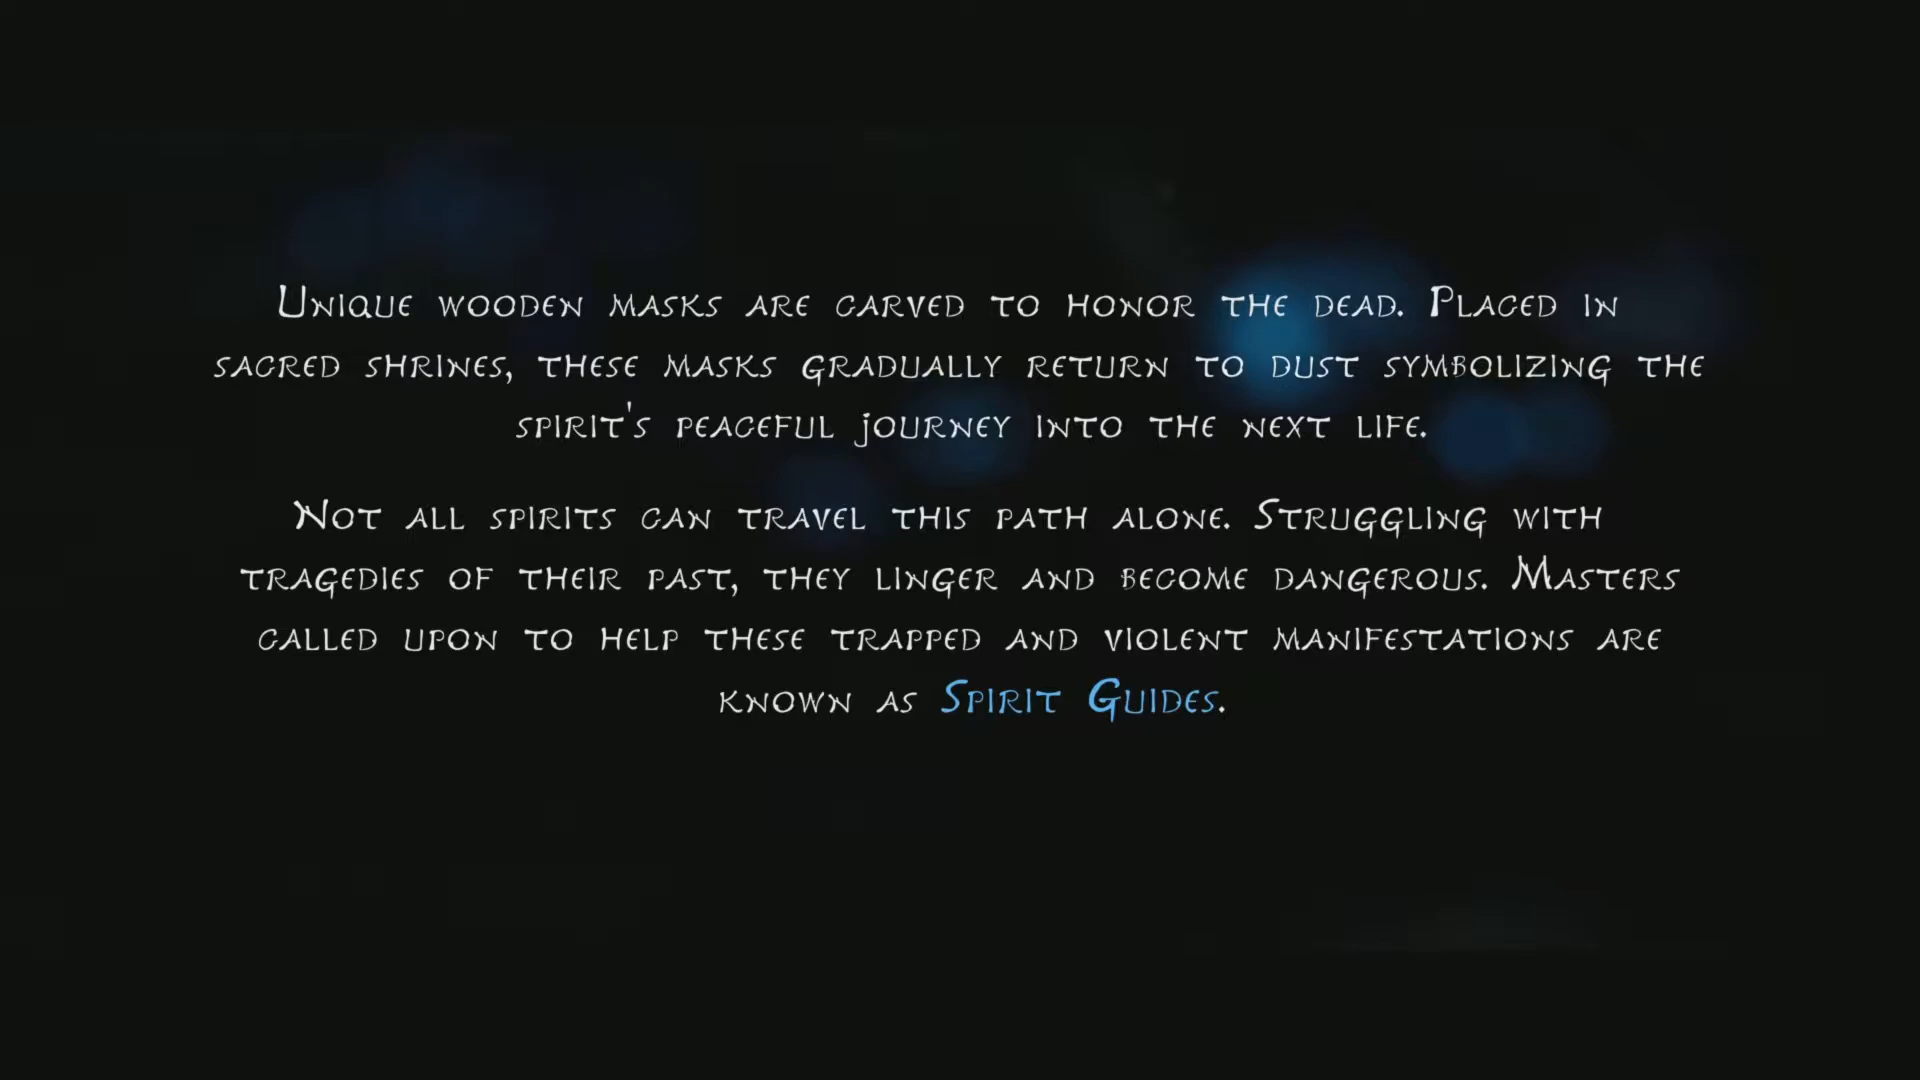 Unique wooden masks are carved to honor the dead. Placed in
sacred shrines, these masks gradually return to dust symbolizing the
spirit's peaceful journey into the next life.
Not all spirits can travel this path alone. Struggling with
tragedies of their past, they linger and become dangerous. Masters
called upon to help these trapped and violent manifestations are
known as Spirit Guides.